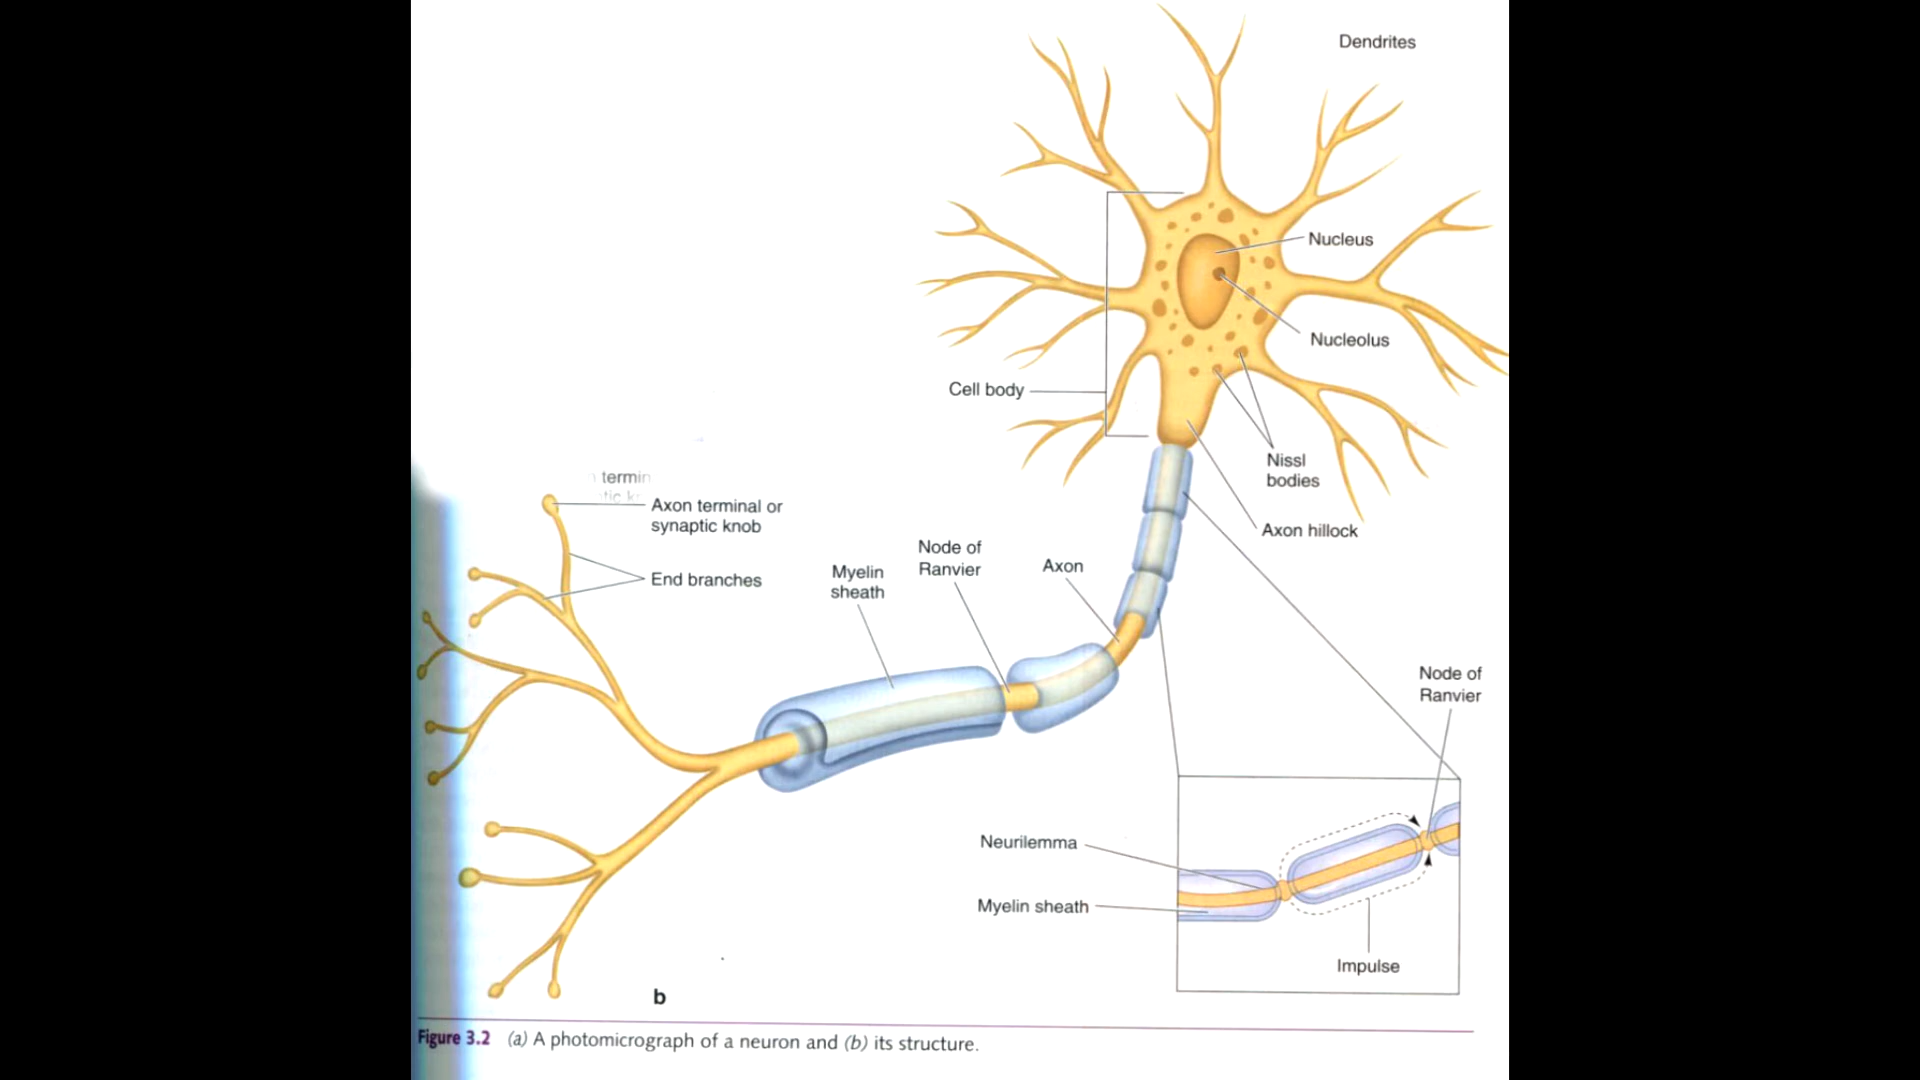 Dendrites
Nucleus
Nucleolus
Cell body
Nissl
bodies
Axon hillock
termin
Axon terminal or
synaptic knob
End branches
Myelin
sheath
Node of
Ranvier
Axon
Node of
Ranvier
Neurilemma
Myelin sheath
Impulse
b
Figure 3.2 (a) A photomicrograph of a neuron and (b) its structure.